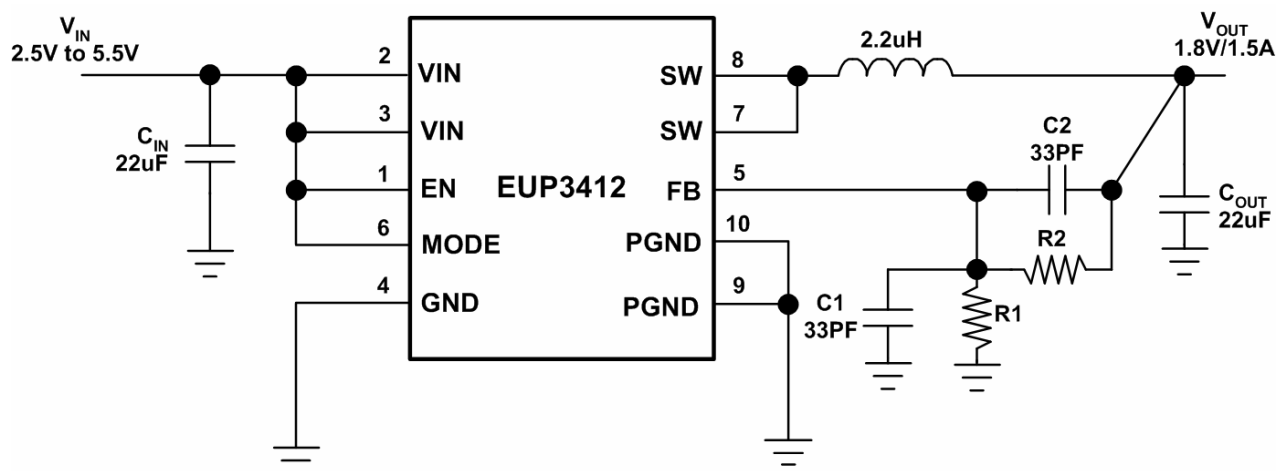 VIN
2.5V to 5.5V
VOUT
1.8V/1.5A
2.2uH
2
VIN
SW
8
3
VIN
SW
7
CIN
22uF
C2
33PF
1
EN
EUP3412
FB
5
COUT
22uF
6
MODE
PGND
10
R2
4
GND
PGND
9
C1
33PF
R1